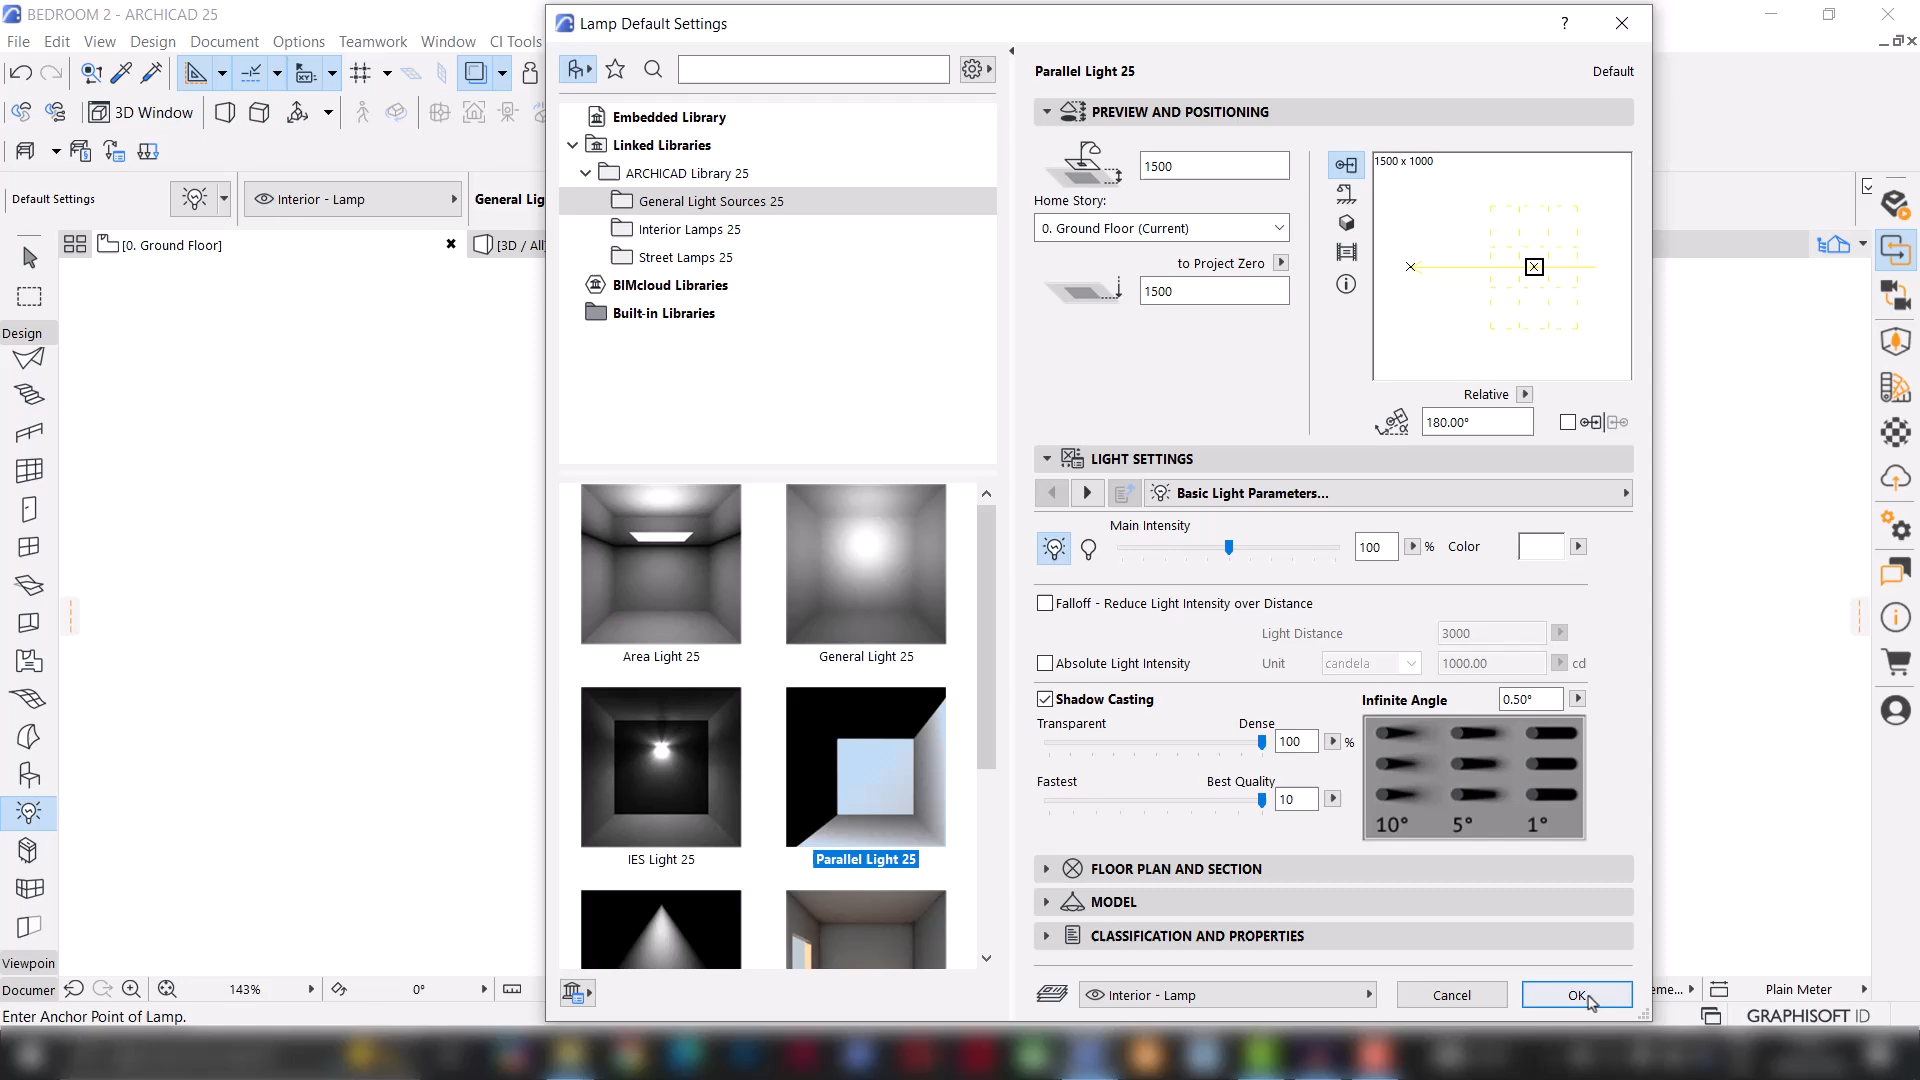 BEDROOM 2 - ARCHICAD 25
File Edit View Design Document Options Teamwork Window CI Tools
3D Window
Default Settings
Interior - Lamp
General Lig
[0. Ground Floor]
[3D / All
Design
Viewpoin
Documen
143%
0°
Enter Anchor Point of Lamp.
Lamp Default Settings
?
Embedded Library
Linked Libraries
ARCHICAD Library 25
General Light Sources 25
Interior Lamps 25
Street Lamps 25
BIMcloud Libraries
Built-in Libraries
Area Light 25
General Light 25
IES Light 25
Parallel Light 25
Parallel Light 25
Default
PREVIEW AND POSITIONING
1500
Home Story:
0. Ground Floor (Current)
to Project Zero
1500
1500 x 1000
Relative
180.00°
LIGHT SETTINGS
Basic Light Parameters...
Main Intensity
100 % Color
Falloff - Reduce Light Intensity over Distance
Light Distance 3000
Absolute Light Intensity Unit candela 1000.00 cd
Shadow Casting
Infinite Angle 0.50°
Transparent Dense
100 %
Fastest Best Quality
10
10° 5° 1°
FLOOR PLAN AND SECTION
MODEL
CLASSIFICATION AND PROPERTIES
Interior - Lamp
Cancel
OK
eme...
Plain Meter
GRAPHISOFT ID